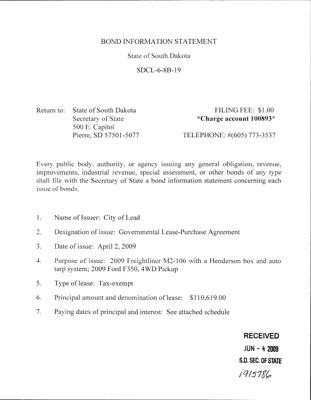 BOND INFORMATION STATEMENT
State of South Dakota
SDCL-6-8B-19
Return to: State of South Dakota FILING FEE: $1.00
Secretary of State *Charge account 100893*
500 E. Capitol
Pierre, SD 57501-5077 TELEPHONE: #(605) 773-3537
Every public body, authority, or agency issuing any general obligation, revenue,
improvements, industrial revenue, special assessment, or other bonds of any type
shall file with the Secretary of State a bond information statement concerning each
issue of bonds.
1. Name of Issuer: City of Lead
2. Designation of issue: Governmental Lease-Purchase Agreement
3. Date of issue: April 2, 2009
4. Purpose of issue: 2009 Freightliner M2-106 with a Henderson box and auto
tarp system; 2009 Ford F350, 4WD Pickup
5. Type of lease: Tax-exempt
6. Principal amount and denomination of lease: $110,619.00
7. Paying dates of principal and interest: See attached schedule
RECEIVED
JUN - 4 2009
S.D. SEC. OF STATE
1915786